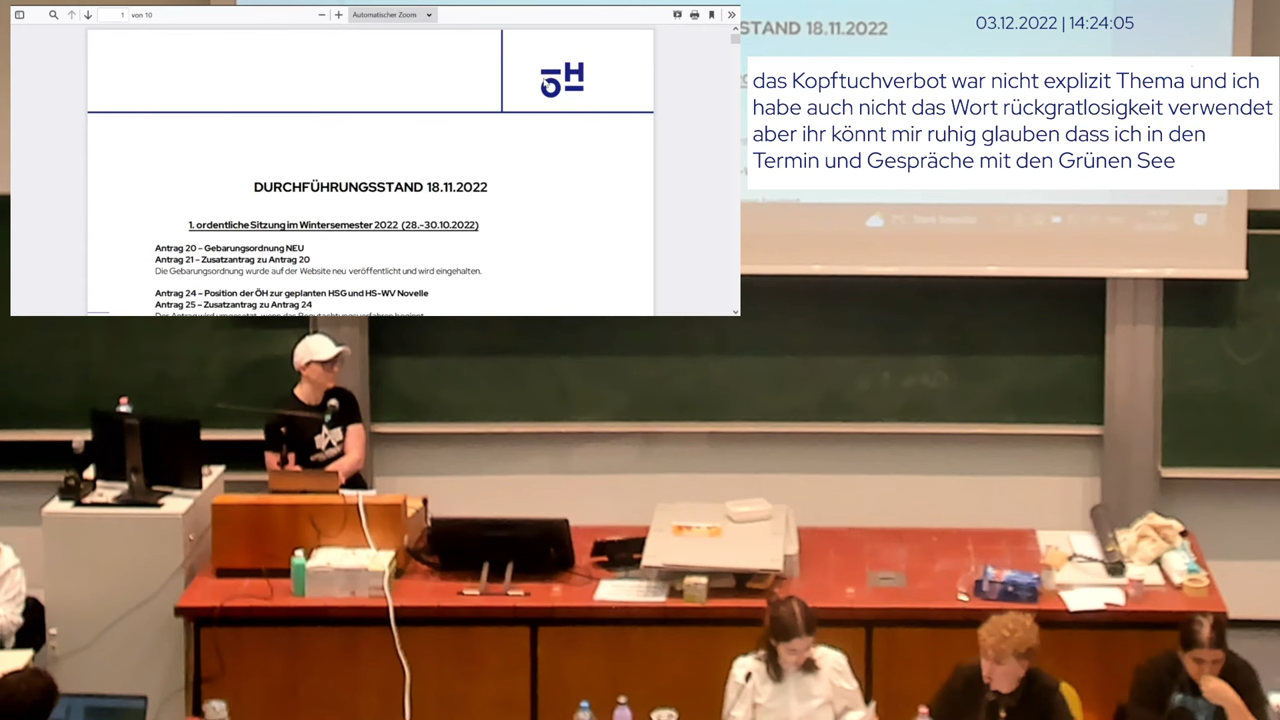 1 von 10
Automatischer Zoom
STAND 18.11.2022
03.12.2022 | 14:24:05
das Kopftuchverbot war nicht explizit Thema und ich
habe auch nicht das Wort rückgratlosigkeit verwendet
aber ihr könnt mir ruhig glauben dass ich in den
Termin und Gespräche mit den Grünen See
ŌH
DURCHFÜHRUNGSSTAND 18.11.2022
1. ordentliche Sitzung im Wintersemester 2022 (28.-30.10.2022)
Antrag 20 – Gebarungsordnung NEU
Antrag 21 – Zusatzantrag zu Antrag 20
Die Gebarungsordnung wurde auf der Website neu veröffentlicht und wird eingehalten.
Antrag 24 – Position der ÖH zur geplanten HSG und HS-WV Novelle
Antrag 25 – Zusatzantrag zu Antrag 24